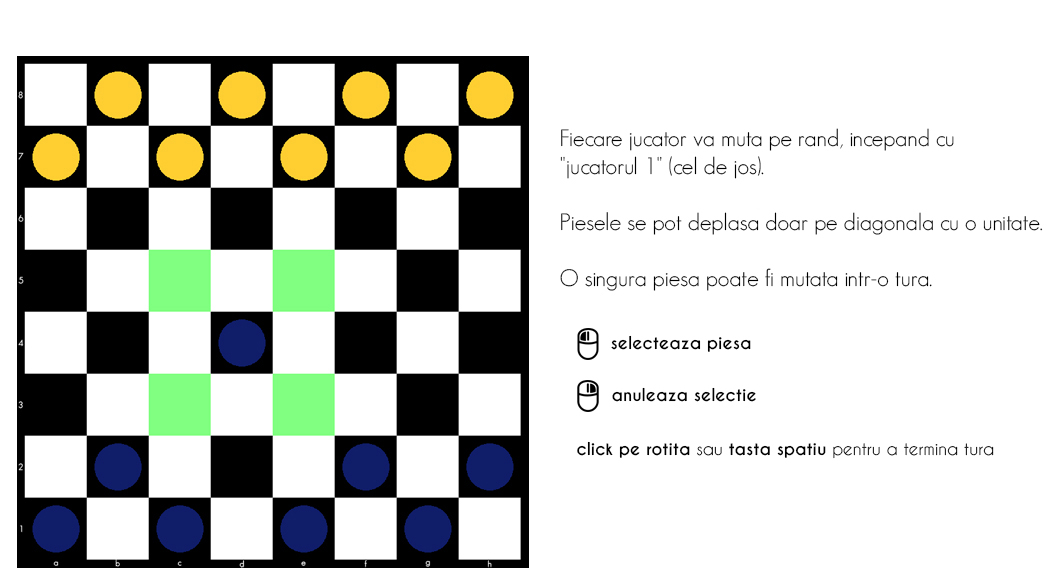 8
7
6
5
4
3
2
1
a b c d e f g h
Fiecare jucator va muta pe rand, incepand cu
"jucatorul 1" (cel de jos).
Piesele se pot deplasa doar pe diagonala cu o unitate.
O singura piesa poate fi mutata intr-o tura.
selecteaza piesa
anuleaza selectie
click pe rotita sau tasta spatiu pentru a termina tura